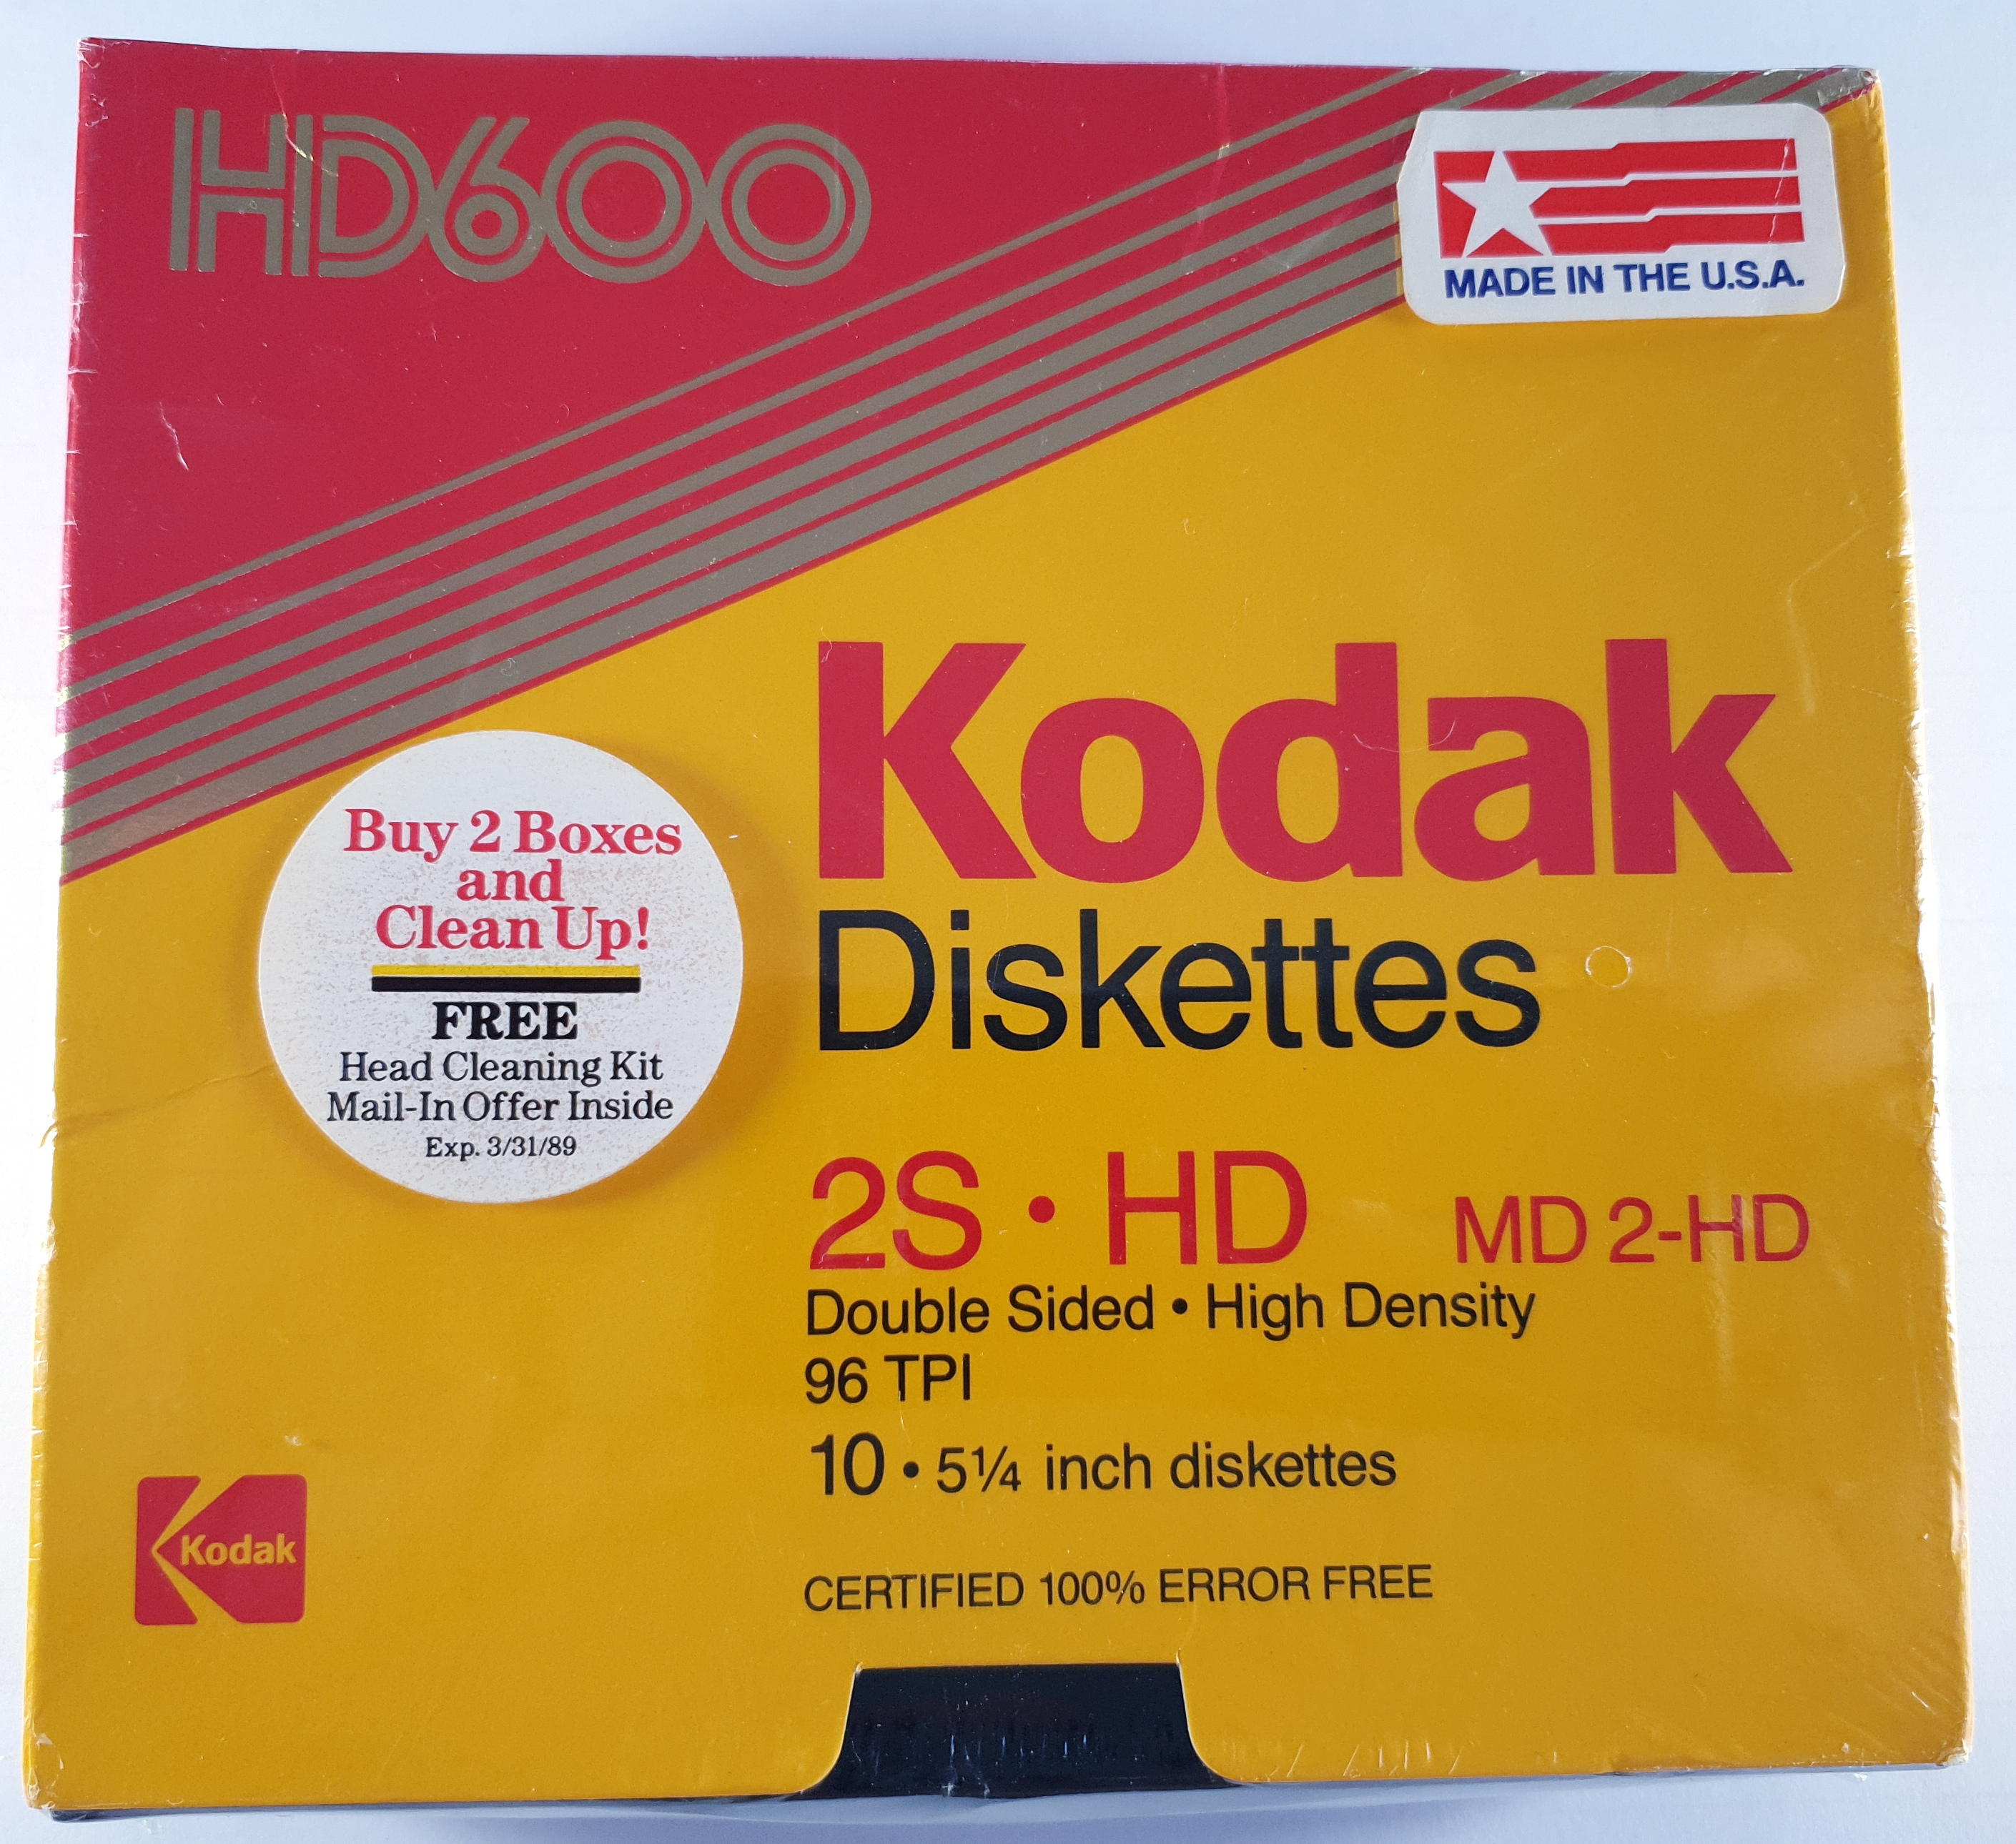 HD600
MADE IN THE U.S.A.
Kodak
Diskettes
Buy 2 Boxes
and
Clean Up!
FREE
Head Cleaning Kit
Mail-In Offer Inside
Exp. 3/31/89
2S • HD MD 2-HD
Double Sided • High Density
96 TPI
10 • 5¼ inch diskettes
Kodak
CERTIFIED 100% ERROR FREE